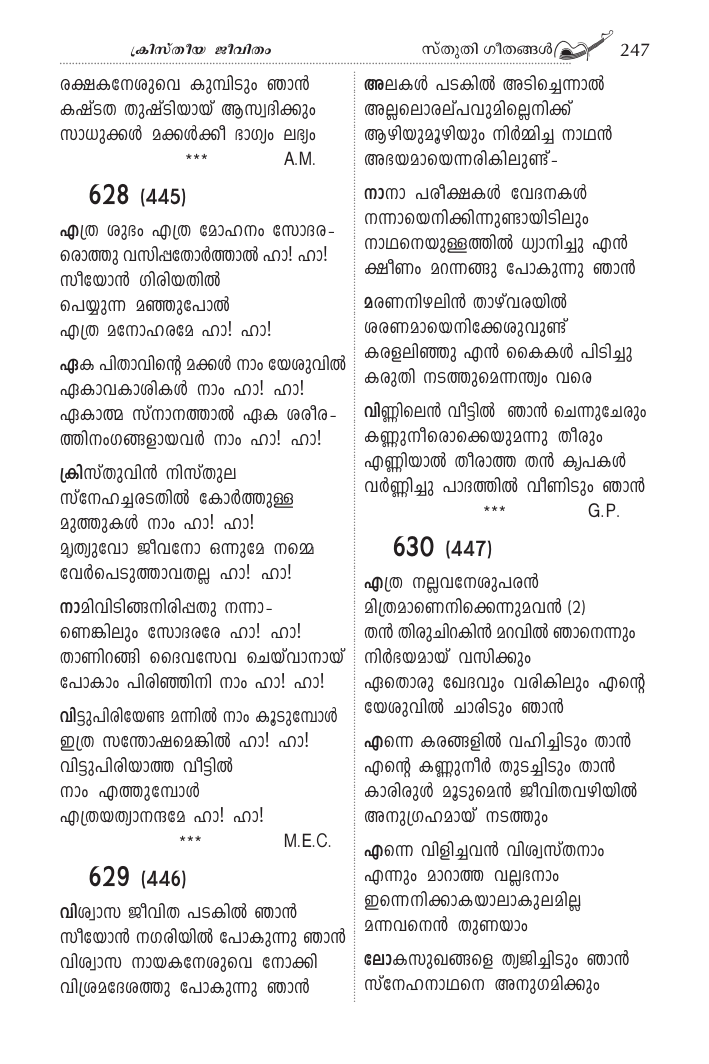 ക്രിസ്തീയ ജീവിതം
സ്തുതി ഗീതങ്ങൾ 247
രക്ഷകനേശുവെ കുമ്പിടും ഞാൻ
കഷ്ടത തുഷ്ടിയായ് ആസ്വദിക്കും
സാധുക്കൾ മക്കൾക്കീ ഭാഗ്യം ലഭ്യം
*** A.M.
628 (445)
എത്ര ശുഭം എത്ര മോഹനം സോദര-
രൊത്തു വസിപ്പതോർത്താൽ ഹാ! ഹാ!
സീയോൻ ഗിരിയതിൽ
പെയ്യുന്ന മഞ്ഞുപോൽ
എത്ര മനോഹരമേ ഹാ! ഹാ!
ഏക പിതാവിന്റെ മക്കൾ നാം യേശുവിൽ
ഏകാവകാശികൾ നാം ഹാ! ഹാ!
ഏകാത്മ സ്നാനത്താൽ ഏക ശരീര-
ത്തിനംഗങ്ങളായവർ നാം ഹാ! ഹാ!
ക്രിസ്തുവിൻ നിസ്തുല
സ്നേഹച്ചരടതിൽ കോർത്തുള്ള
മുത്തുകൾ നാം ഹാ! ഹാ!
മൃത്യുവോ ജീവനോ ഒന്നുമേ നമ്മെ
വേർപെടുത്താവതല്ല ഹാ! ഹാ!
നാമിവിടിങ്ങനിരിപ്പതു നന്നാ-
ണെങ്കിലും സോദരരേ ഹാ! ഹാ!
താണിറങ്ങി ദൈവസേവ ചെയ്‌വാനായ്
പോകാം പിരിഞ്ഞിനി നാം ഹാ! ഹാ!
വിട്ടുപിരിയേണ്ട മന്നിൽ നാം കൂടുമ്പോൾ
ഇത്ര സന്തോഷമെങ്കിൽ ഹാ! ഹാ!
വിട്ടുപിരിയാത്ത വീട്ടിൽ
നാം എത്തുമ്പോൾ
എത്രയത്യാനന്ദമേ ഹാ! ഹാ!
*** M.E.C.
629 (446)
വിശ്വാസ ജീവിത പടകിൽ ഞാൻ
സീയോൻ നഗരിയിൽ പോകുന്നു ഞാൻ
വിശ്വാസ നായകനേശുവെ നോക്കി
വിശ്രമദേശത്തു പോകുന്നു ഞാൻ
അലകൾ പടകിൽ അടിച്ചെന്നാൽ
അല്ലലൊരല്പവുമില്ലെനിക്ക്
ആഴിയുമൂഴിയും നിർമ്മിച്ച നാഥൻ
അഭയമായെന്നരികിലുണ്ട്-
നാനാ പരീക്ഷകൾ വേദനകൾ
നന്നായെനിക്കിന്നുണ്ടായിടിലും
നാഥനെയുള്ളത്തിൽ ധ്യാനിച്ചു എൻ
ക്ഷീണം മറന്നങ്ങു പോകുന്നു ഞാൻ
മരണനിഴലിൻ താഴ്‌വരയിൽ
ശരണമായെനിക്കേശുവുണ്ട്
കരളലിഞ്ഞു എൻ കൈകൾ പിടിച്ചു
കരുതി നടത്തുമെന്നന്ത്യം വരെ
വിണ്ണിലെൻ വീട്ടിൽ ഞാൻ ചെന്നുചേരും
കണ്ണുനീരൊക്കെയുമന്നു തീരും
എണ്ണിയാൽ തീരാത്ത തൻ കൃപകൾ
വർണ്ണിച്ചു പാദത്തിൽ വീണിടും ഞാൻ
*** G.P.
630 (447)
എത്ര നല്ലവനേശുപരൻ
മിത്രമാണെനിക്കെന്നുമവൻ (2)
തൻ തിരുചിറകിൻ മറവിൽ ഞാനെന്നും
നിർഭയമായ് വസിക്കും
ഏതൊരു ഖേദവും വരികിലും എന്റെ
യേശുവിൽ ചാരിടും ഞാൻ
എന്നെ കരങ്ങളിൽ വഹിച്ചിടും താൻ
എന്റെ കണ്ണുനീർ തുടച്ചിടും താൻ
കാരിരുൾ മൂടുമെൻ ജീവിതവഴിയിൽ
അനുഗ്രഹമായ് നടത്തും
എന്നെ വിളിച്ചവൻ വിശ്വസ്തനാം
എന്നും മാറാത്ത വല്ലഭനാം
ഇന്നെനിക്കാകയാലാകുലമില്ല
മന്നവനെൻ തുണയാം
ലോകസുഖങ്ങളെ ത്യജിച്ചിടും ഞാൻ
സ്നേഹനാഥനെ അനുഗമിക്കും